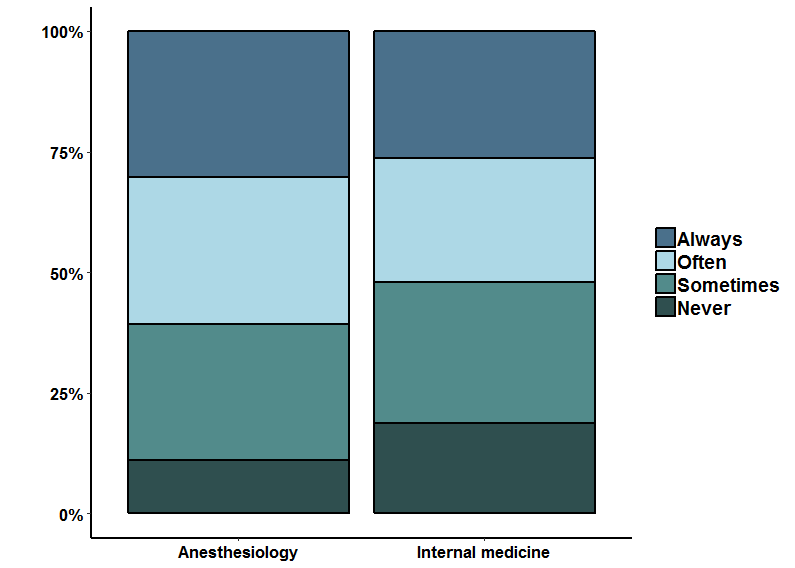 100%
75%
50%
25%
0%
Anesthesiology Internal medicine
Always
Often
Sometimes
Never